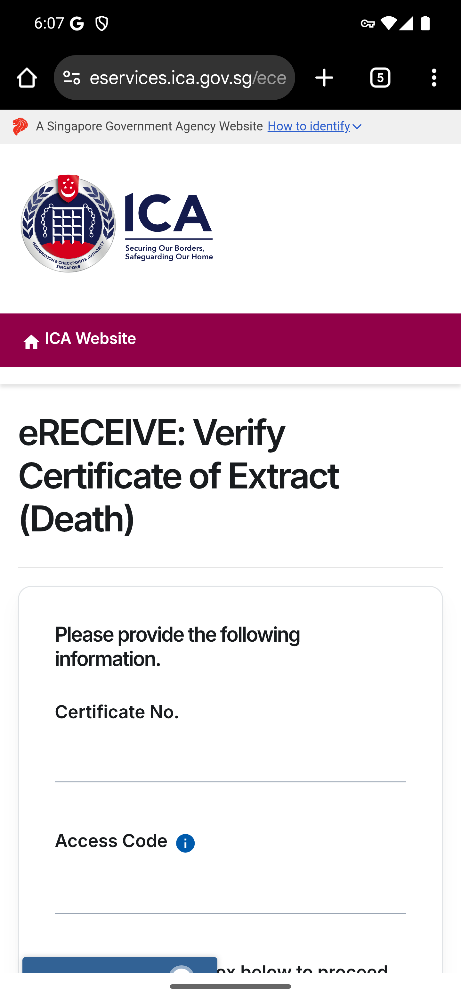 6:07
eservices.ica.gov.sg/ece
5
A Singapore Government Agency Website How to identify
IMMIGRATION & CHECKPOINTS AUTHORITY
SINGAPORE
ICA
Securing Our Borders,
Safeguarding Our Home
ICA Website
eRECEIVE: Verify
Certificate of Extract
(Death)
Please provide the following
information.
Certificate No.
Access Code
below to proceed